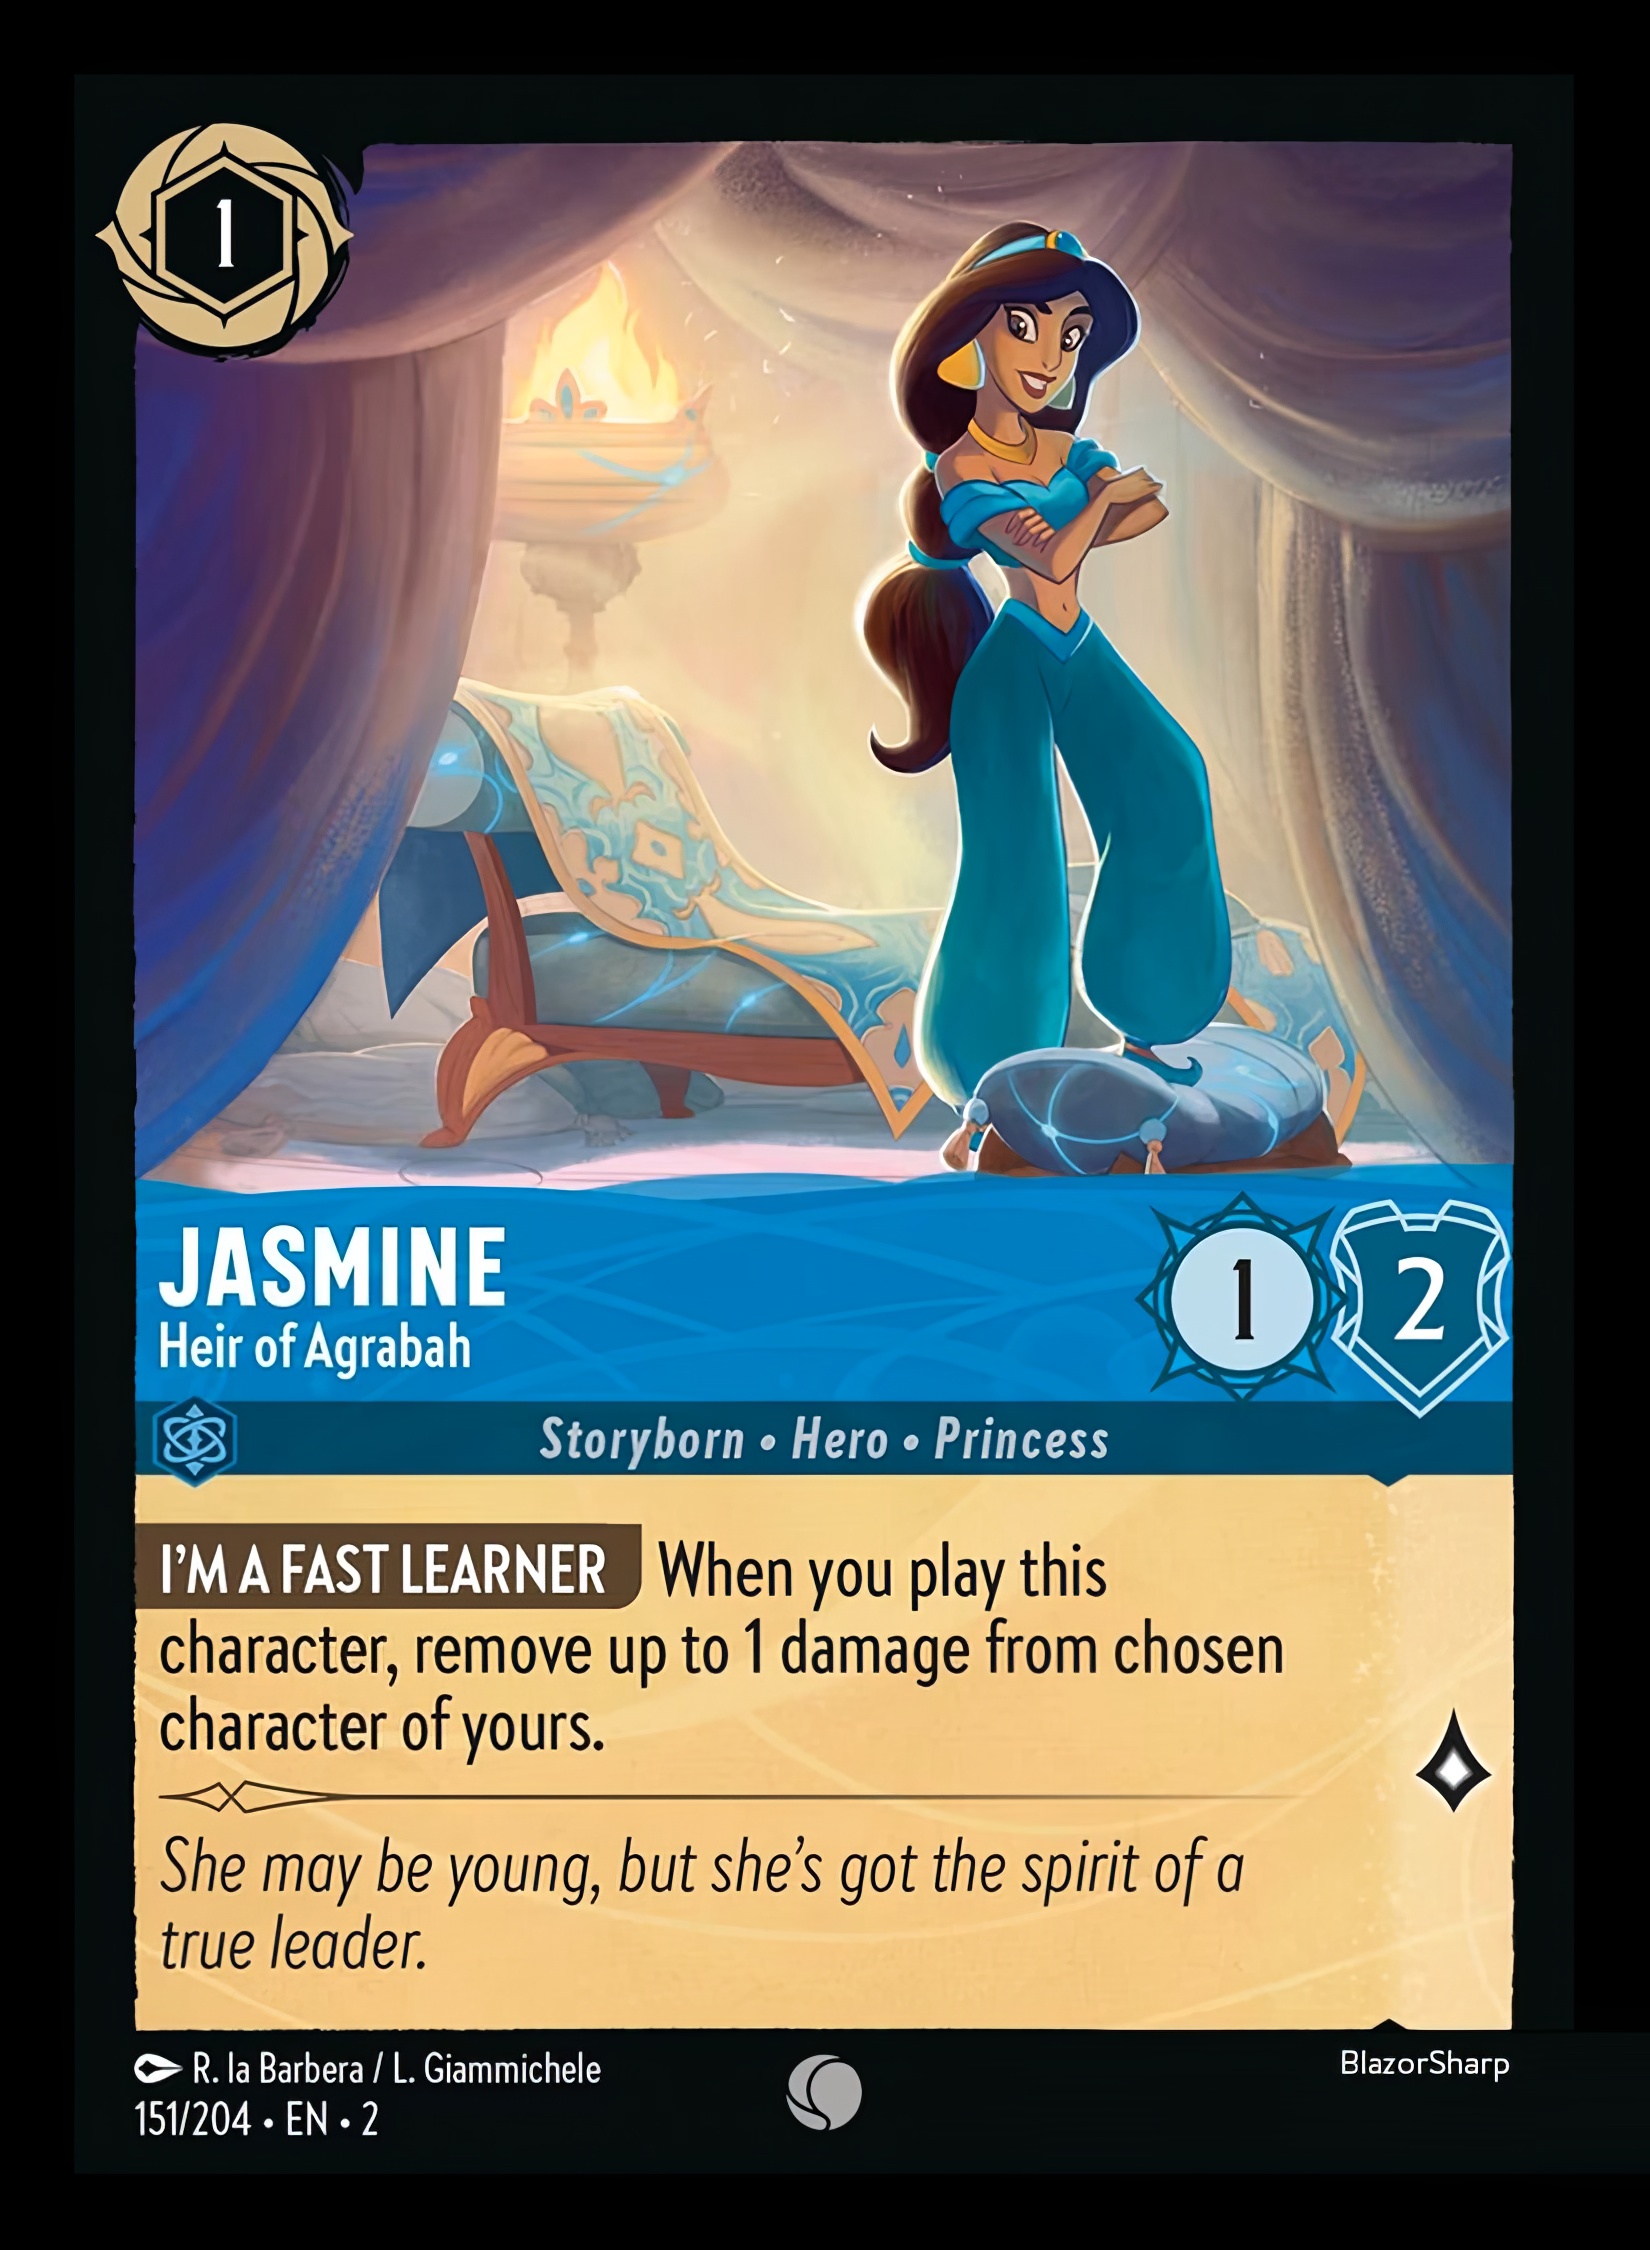 1
JASMINE
Heir of Agrabah
1
2
Storyborn • Hero • Princess
I'M A FAST LEARNER When you play this
character, remove up to 1 damage from chosen
character of yours.
She may be young, but she's got the spirit of a
true leader.
R. la Barbera / L. Giammichele
BlazorSharp
151/204 • EN • 2